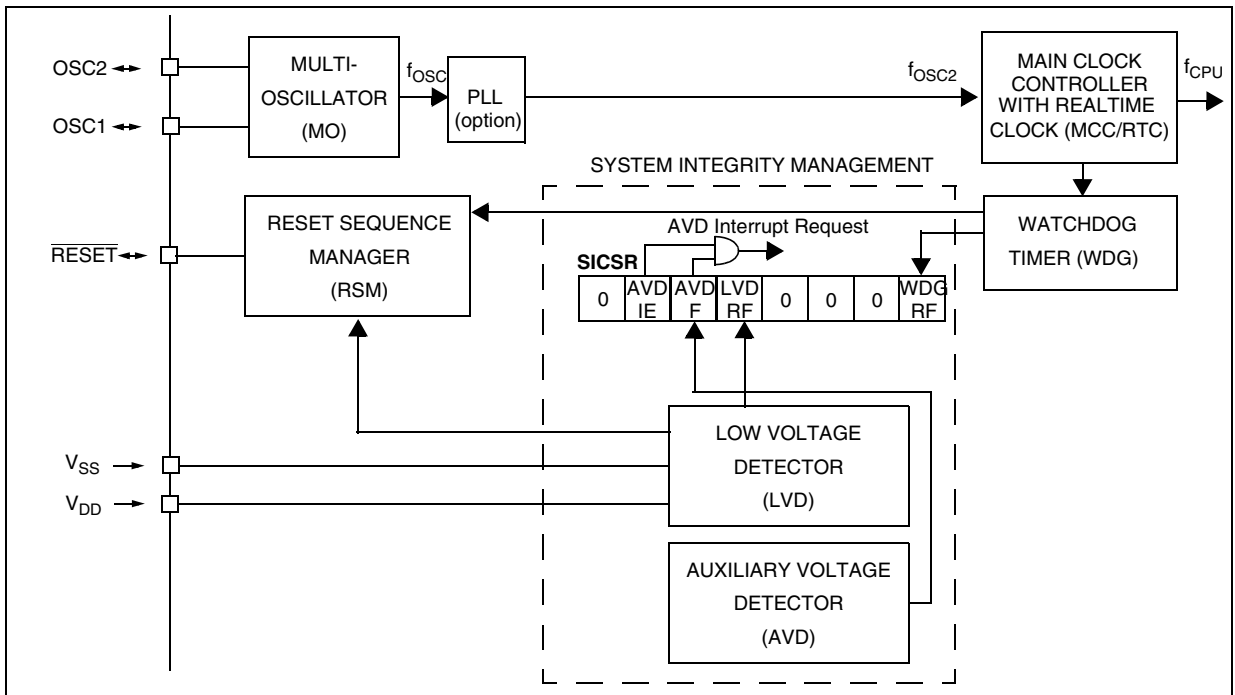 OSC2
OSC1
MULTI-
OSCILLATOR
(MO)
fOSC
PLL
(option)
fOSC2
MAIN CLOCK
CONTROLLER
WITH REALTIME
CLOCK (MCC/RTC)
fCPU
SYSTEM INTEGRITY MANAGEMENT
RESET
RESET SEQUENCE
MANAGER
(RSM)
AVD Interrupt Request
WATCHDOG
TIMER (WDG)
SICSR
0
AVD
IE
AVD
F
LVD
RF
0
0
0
WDG
RF
LOW VOLTAGE
DETECTOR
(LVD)
VSS
VDD
AUXILIARY VOLTAGE
DETECTOR
(AVD)